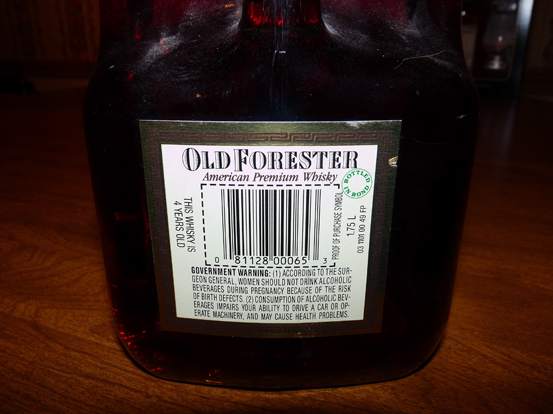 OLD FORESTER
American Premium Whisky
BOTTLED
IN BOND
THIS WHISKY IS
4 YEARS OLD
0 81128 00065 3
PROOF OF PURCHASE SYMBOL
1.75 L
GOVERNMENT WARNING: (1) ACCORDING TO THE SUR-
GEON GENERAL, WOMEN SHOULD NOT DRINK ALCOHOLIC
BEVERAGES DURING PREGNANCY BECAUSE OF THE RISK
OF BIRTH DEFECTS. (2) CONSUMPTION OF ALCOHOLIC BEV-
ERAGES IMPAIRS YOUR ABILITY TO DRIVE A CAR OR OP-
ERATE MACHINERY, AND MAY CAUSE HEALTH PROBLEMS.